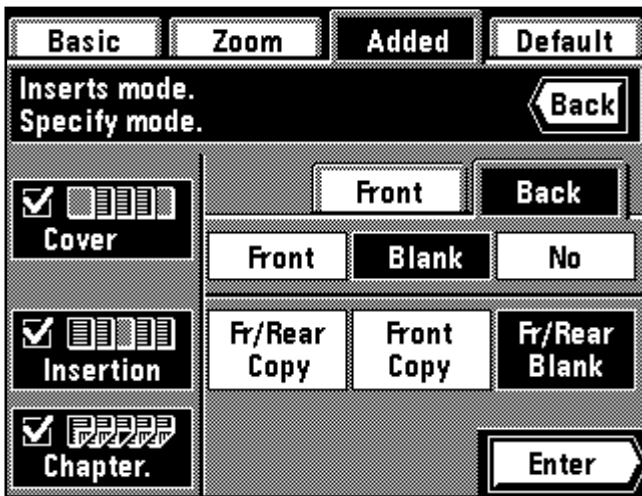 Basic Zoom Added Default
Inserts mode.
Specify mode.
Back
Front Back
Cover
Front Blank No
Insertion
Fr/Rear Copy
Front Copy
Fr/Rear Blank
Chapter.
Enter